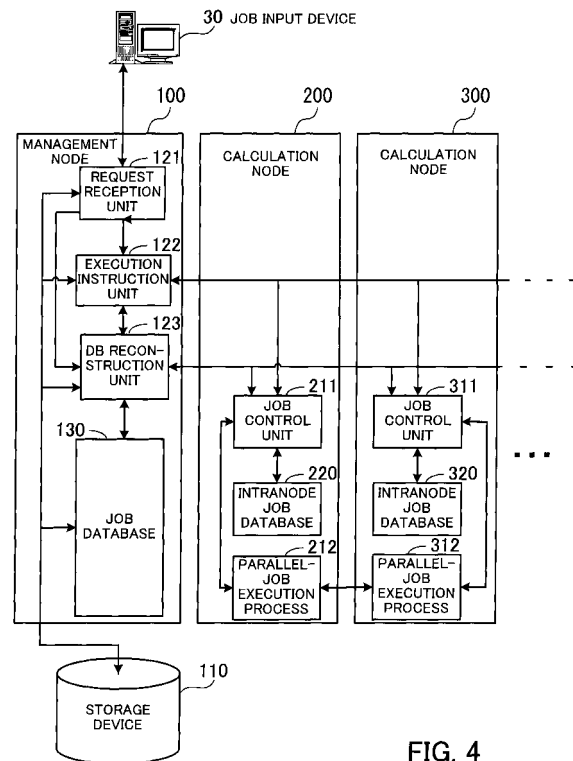 30 JOB INPUT DEVICE
100
200
300
MANAGEMENT
NODE
121
REQUEST
RECEPTION
UNIT
122
EXECUTION
INSTRUCTION
UNIT
123
DB RECON-
STRUCTION
UNIT
130
JOB
DATABASE
CALCULATION
NODE
211
JOB
CONTROL
UNIT
220
INTRANODE
JOB
DATABASE
212
PARALLEL-
JOB
EXECUTION
PROCESS
CALCULATION
NODE
311
JOB
CONTROL
UNIT
320
INTRANODE
JOB
DATABASE
312
PARALLEL-
JOB
EXECUTION
PROCESS
...
110
STORAGE
DEVICE
FIG. 4